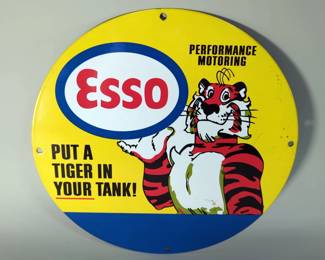 PERFORMANCE
MOTORING
Esso
PUT A
TIGER IN
YOUR TANK!